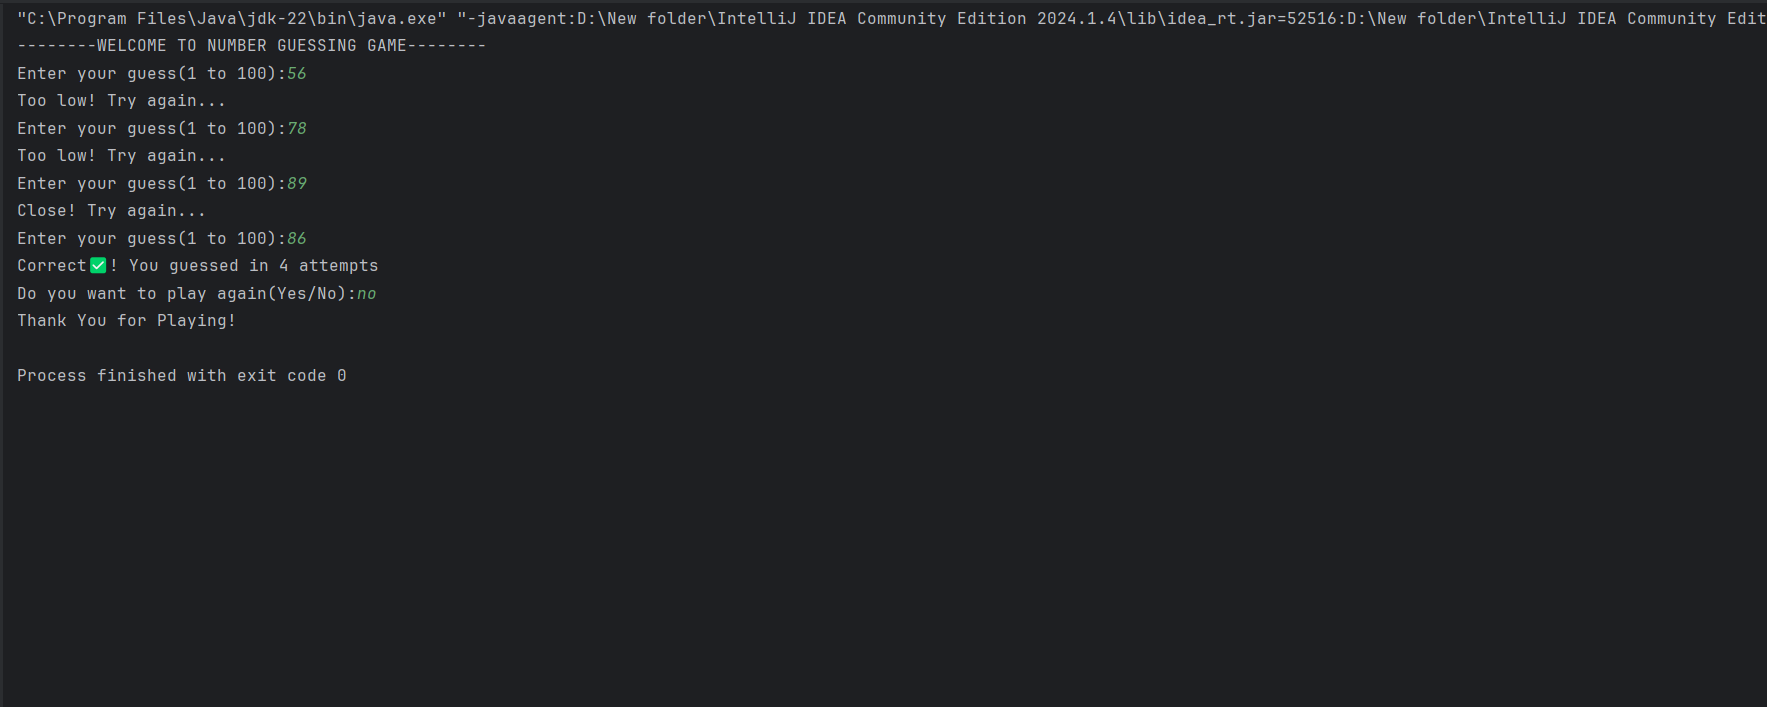 "C:\Program Files\Java\jdk-22\bin\java.exe" "-javaagent:D:\New folder\IntelliJ IDEA Community Edition 2024.1.4\lib\idea_rt.jar=52516:D:\New folder\IntelliJ IDEA Community Edit
--------WELCOME TO NUMBER GUESSING GAME--------
Enter your guess(1 to 100):56
Too low! Try again...
Enter your guess(1 to 100):78
Too low! Try again...
Enter your guess(1 to 100):89
Close! Try again...
Enter your guess(1 to 100):86
Correct✅! You guessed in 4 attempts
Do you want to play again(Yes/No):no
Thank You for Playing!
Process finished with exit code 0